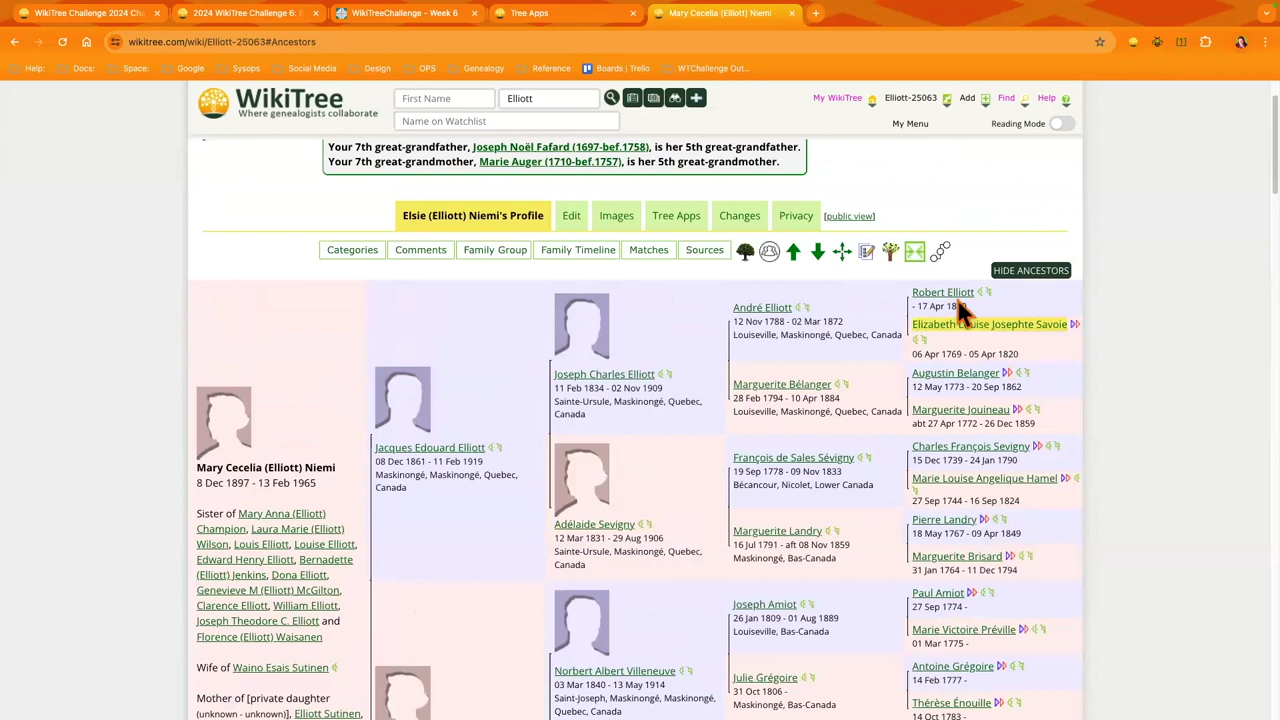 WikiTree Challenge 2024 Cha
2024 WikiTree Challenge 6: F
WikiTreeChallenge - Week 6
Tree Apps
Mary Cecelia (Elliott) Niemi
wikitree.com/wiki/Elliott-25063#Ancestors
Help: Docs: Space: Google Sysops Social Media Design OPS Genealogy Reference Boards | Trello WTChallenge Out...
WikiTree
Where genealogists collaborate
First Name Elliott
Name on Watchlist
My WikiTree Elliott-25063 Add Find Help
My Menu Reading Mode
Your 7th great-grandfather, Joseph Noël Fafard (1697-bef.1758), is her 5th great-grandfather.
Your 7th great-grandmother, Marie Auger (1710-bef.1757), is her 5th great-grandmother.
Elsie (Elliott) Niemi's Profile Edit Images Tree Apps Changes Privacy [public view]
Categories Comments Family Group Family Timeline Matches Sources
HIDE ANCESTORS
Mary Cecelia (Elliott) Niemi
8 Dec 1897 - 13 Feb 1965
Sister of Mary Anna (Elliott)
Champion, Laura Marie (Elliott)
Wilson, Louis Elliott, Louise Elliott,
Edward Henry Elliott, Bernadette
(Elliott) Jenkins, Dona Elliott,
Genevieve M (Elliott) McGilton,
Clarence Elliott, William Elliott,
Joseph Theodore C. Elliott and
Florence (Elliott) Waisanen
Wife of Waino Esais Sutinen
Mother of [private daughter
(unknown - unknown)], Elliott Sutinen,
Jacques Edouard Elliott
08 Dec 1861 - 11 Feb 1919
Maskinongé, Maskinongé, Quebec,
Canada
Joseph Charles Elliott
11 Feb 1834 - 02 Nov 1909
Sainte-Ursule, Maskinongé, Quebec,
Canada
Adélaide Sevigny
12 Mar 1831 - 29 Aug 1906
Sainte-Ursule, Maskinongé, Quebec,
Canada
Norbert Albert Villeneuve
03 Mar 1840 - 13 May 1914
Saint-Joseph, Maskinongé, Maskinongé,
Quebec, Canada
André Elliott
12 Nov 1788 - 02 Mar 1872
Louiseville, Maskinongé, Quebec, Canada
Marguerite Bélanger
28 Feb 1794 - 10 Apr 1884
Louiseville, Maskinongé, Quebec, Canada
François de Sales Sévigny
19 Sep 1778 - 09 Nov 1833
Bécancour, Nicolet, Lower Canada
Marguerite Landry
16 Jul 1791 - aft 08 Nov 1859
Maskinongé, Bas-Canada
Joseph Amiot
26 Jan 1809 - 01 Aug 1889
Louiseville, Bas-Canada
Julie Grégoire
31 Oct 1806 -
Maskinongé, Bas-Canada
Robert Elliott
- 17 Apr
Elizabeth Louise Josephte Savoie
06 Apr 1769 - 05 Apr 1820
Augustin Belanger
12 May 1773 - 20 Sep 1862
Marguerite Jouineau
abt 27 Apr 1772 - 26 Dec 1859
Charles François Sevigny
15 Dec 1739 - 24 Jan 1790
Marie Louise Angelique Hamel
27 Sep 1744 - 16 Sep 1824
Pierre Landry
18 May 1767 - 09 Apr 1849
Marguerite Brisard
31 Jan 1764 - 11 Dec 1794
Paul Amiot
27 Sep 1774 -
Marie Victoire Préville
01 Mar 1775 -
Antoine Grégoire
14 Feb 1777 -
Thérèse Énouille
14 Oct 1783 -